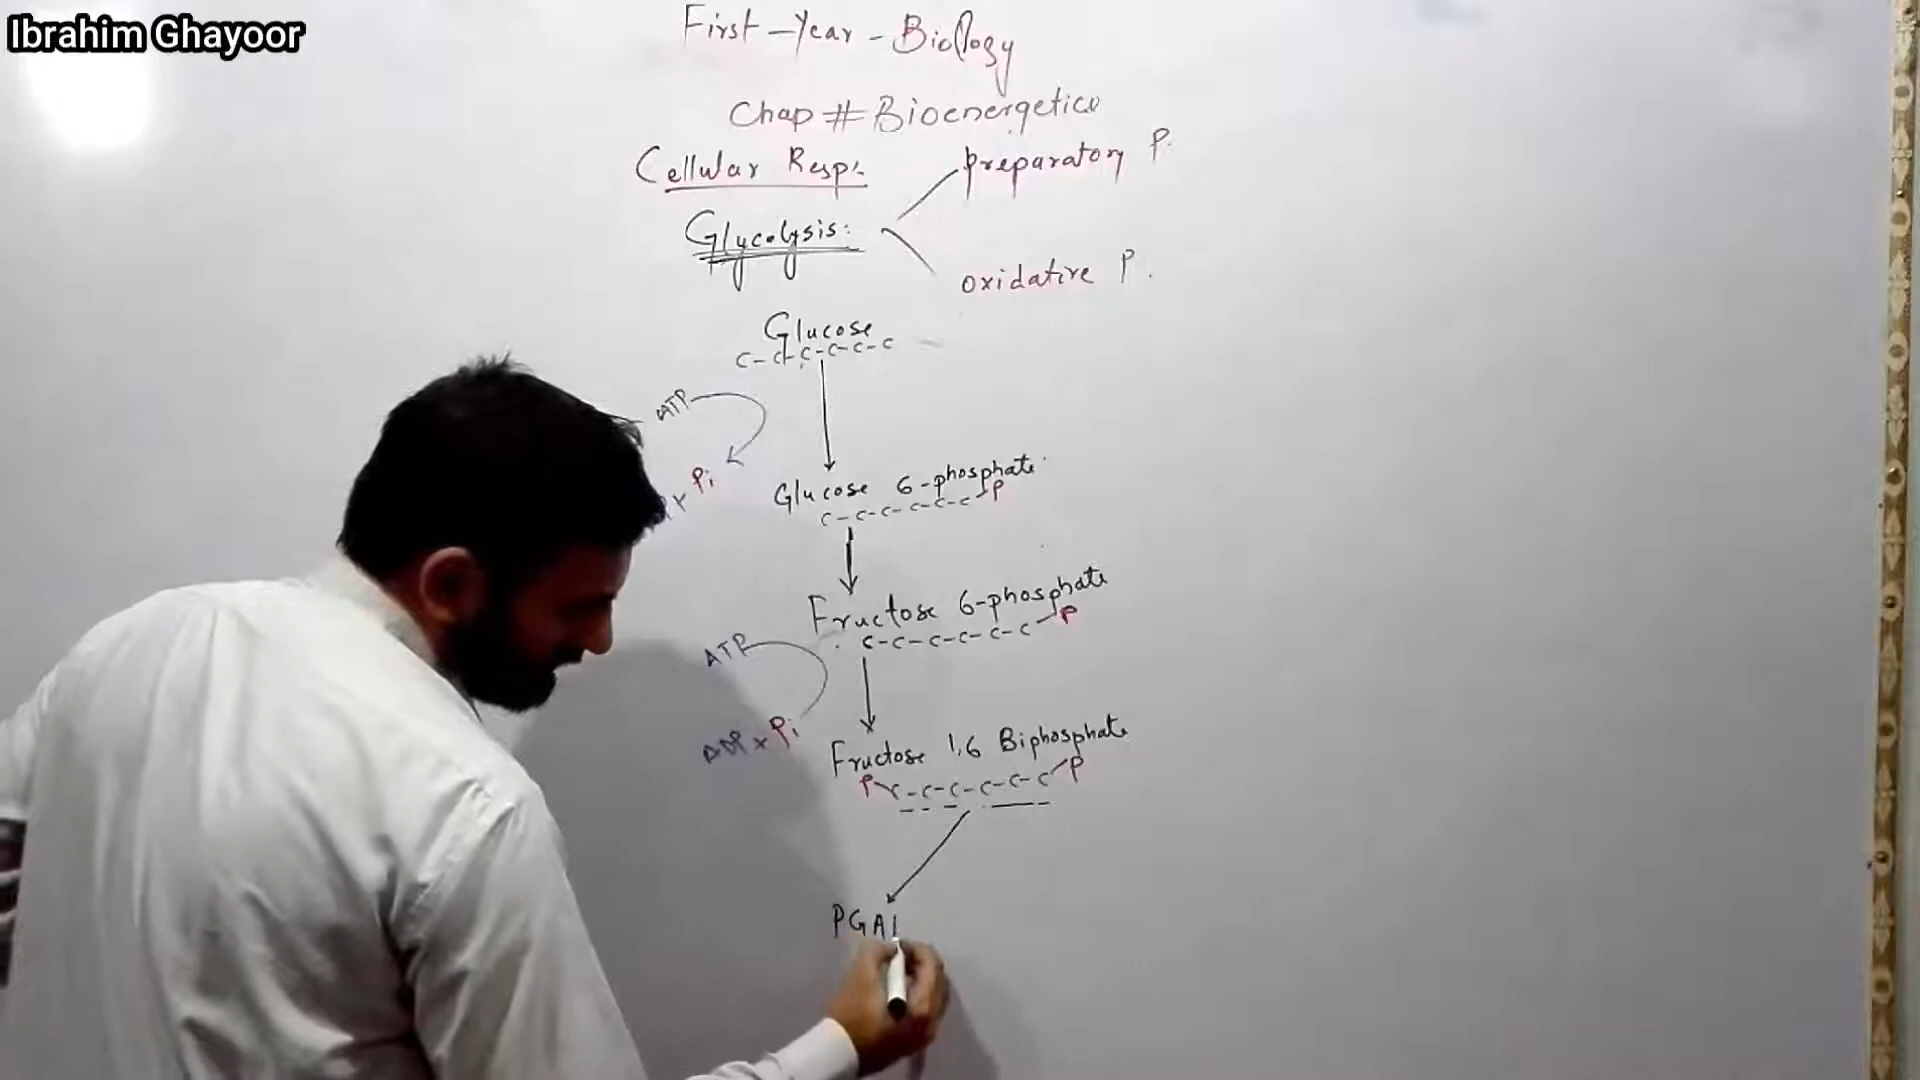 Ibrahim Ghayoor
First-Year-Biology
Chap # Bioenergetics
Cellular Resp:
Preparatory P.
Glycolysis:
oxidative P.
Glucose
C-C-C-C-C-C
ATP
Pi
Glucose 6-phosphate
C-C-C-C-C-C-P
Fructose 6-phosphate
C-C-C-C-C-C-P
ATP
ADP + Pi
Fructose 1,6 Biphosphate
P-C-C-C-C-C-C-P
PGAl